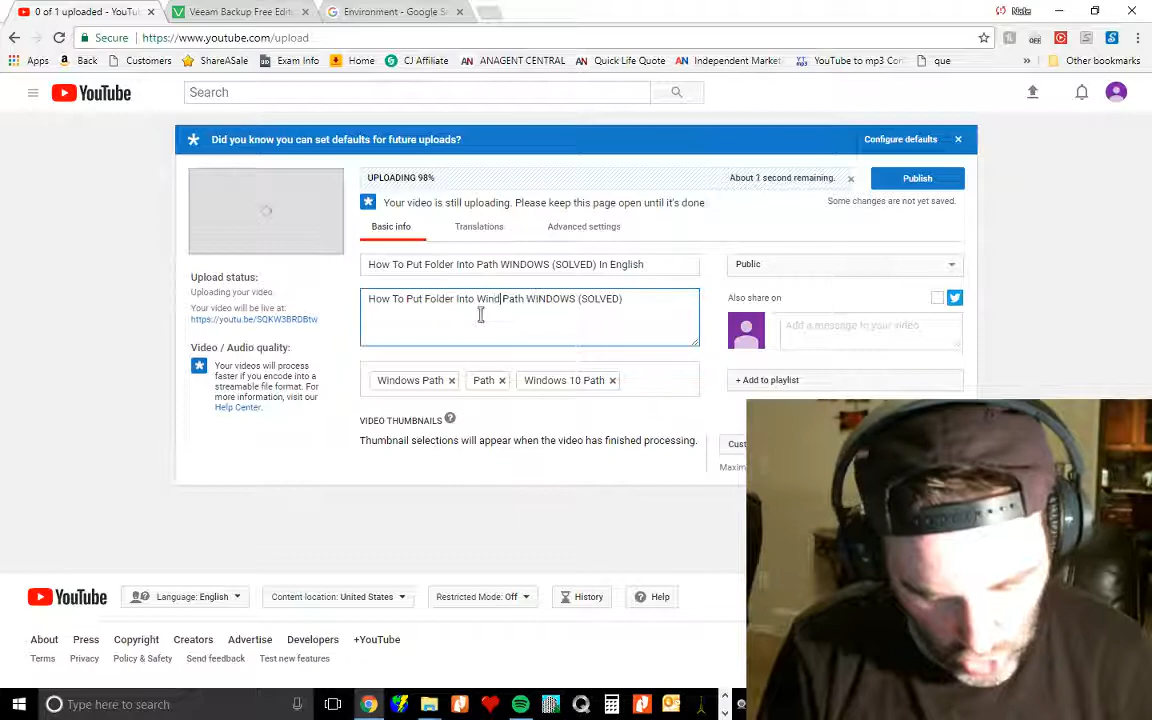 0 of 1 uploaded - YouTu
Veeam Backup Free Editi
Environment - Google S
Secure
https://www.youtube.com/upload
Apps
Back
Customers
ShareASale
Exam Info
Home
CJ Affiliate
ANAGENT CENTRAL
Quick Life Quote
Independent Market
YouTube to mp3 Con
que
Other bookmarks
YouTube
Search
Did you know you can set defaults for future uploads?
Configure defaults
UPLOADING 98%
About 1 second remaining.
Publish
Your video is still uploading. Please keep this page open until it's done
Some changes are not yet saved.
Basic info
Translations
Advanced settings
How To Put Folder Into Path WINDOWS (SOLVED) In English
Public
Upload status:
Uploading your video.
Your video will be live at:
https://youtu.be/SQKW3BRDBtw
How To Put Folder Into Wind Path WINDOWS (SOLVED)
Also share on
Add a message to your video
Video / Audio quality:
Your videos will process
faster if you encode into a
streamable file format. For
more information, visit our
Help Center.
Windows Path
Path
Windows 10 Path
+ Add to playlist
VIDEO THUMBNAILS
Thumbnail selections will appear when the video has finished processing.
Cust
Maxim
YouTube
Language: English
Content location: United States
Restricted Mode: Off
History
Help
About
Press
Copyright
Creators
Advertise
Developers
+YouTube
Terms
Privacy
Policy & Safety
Send feedback
Test new features
Type here to search